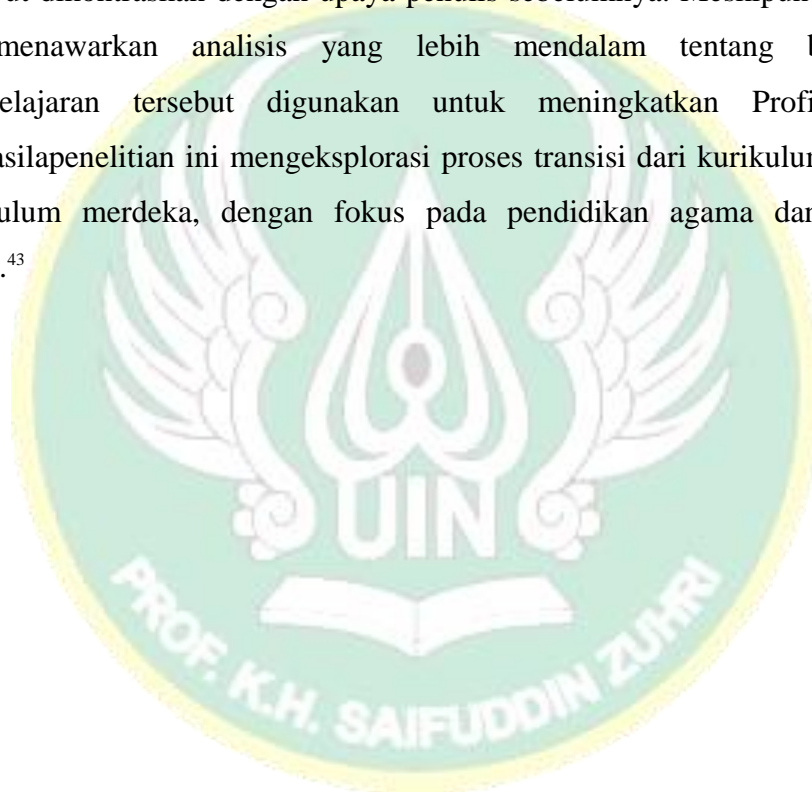 ut dikontraskan dengan upaya penulis sebelumnya. Meskipun
menawarkan analisis yang lebih mendalam tentang
elajaran tersebut digunakan untuk meningkatkan Profi
asilapenelitian ini mengeksplorasi proses transisi dari kurikulum
ulum merdeka, dengan fokus pada pendidikan agama dan
.⁴³
UIN
PROF. K.H. SAIFUDDIN ZUHRI